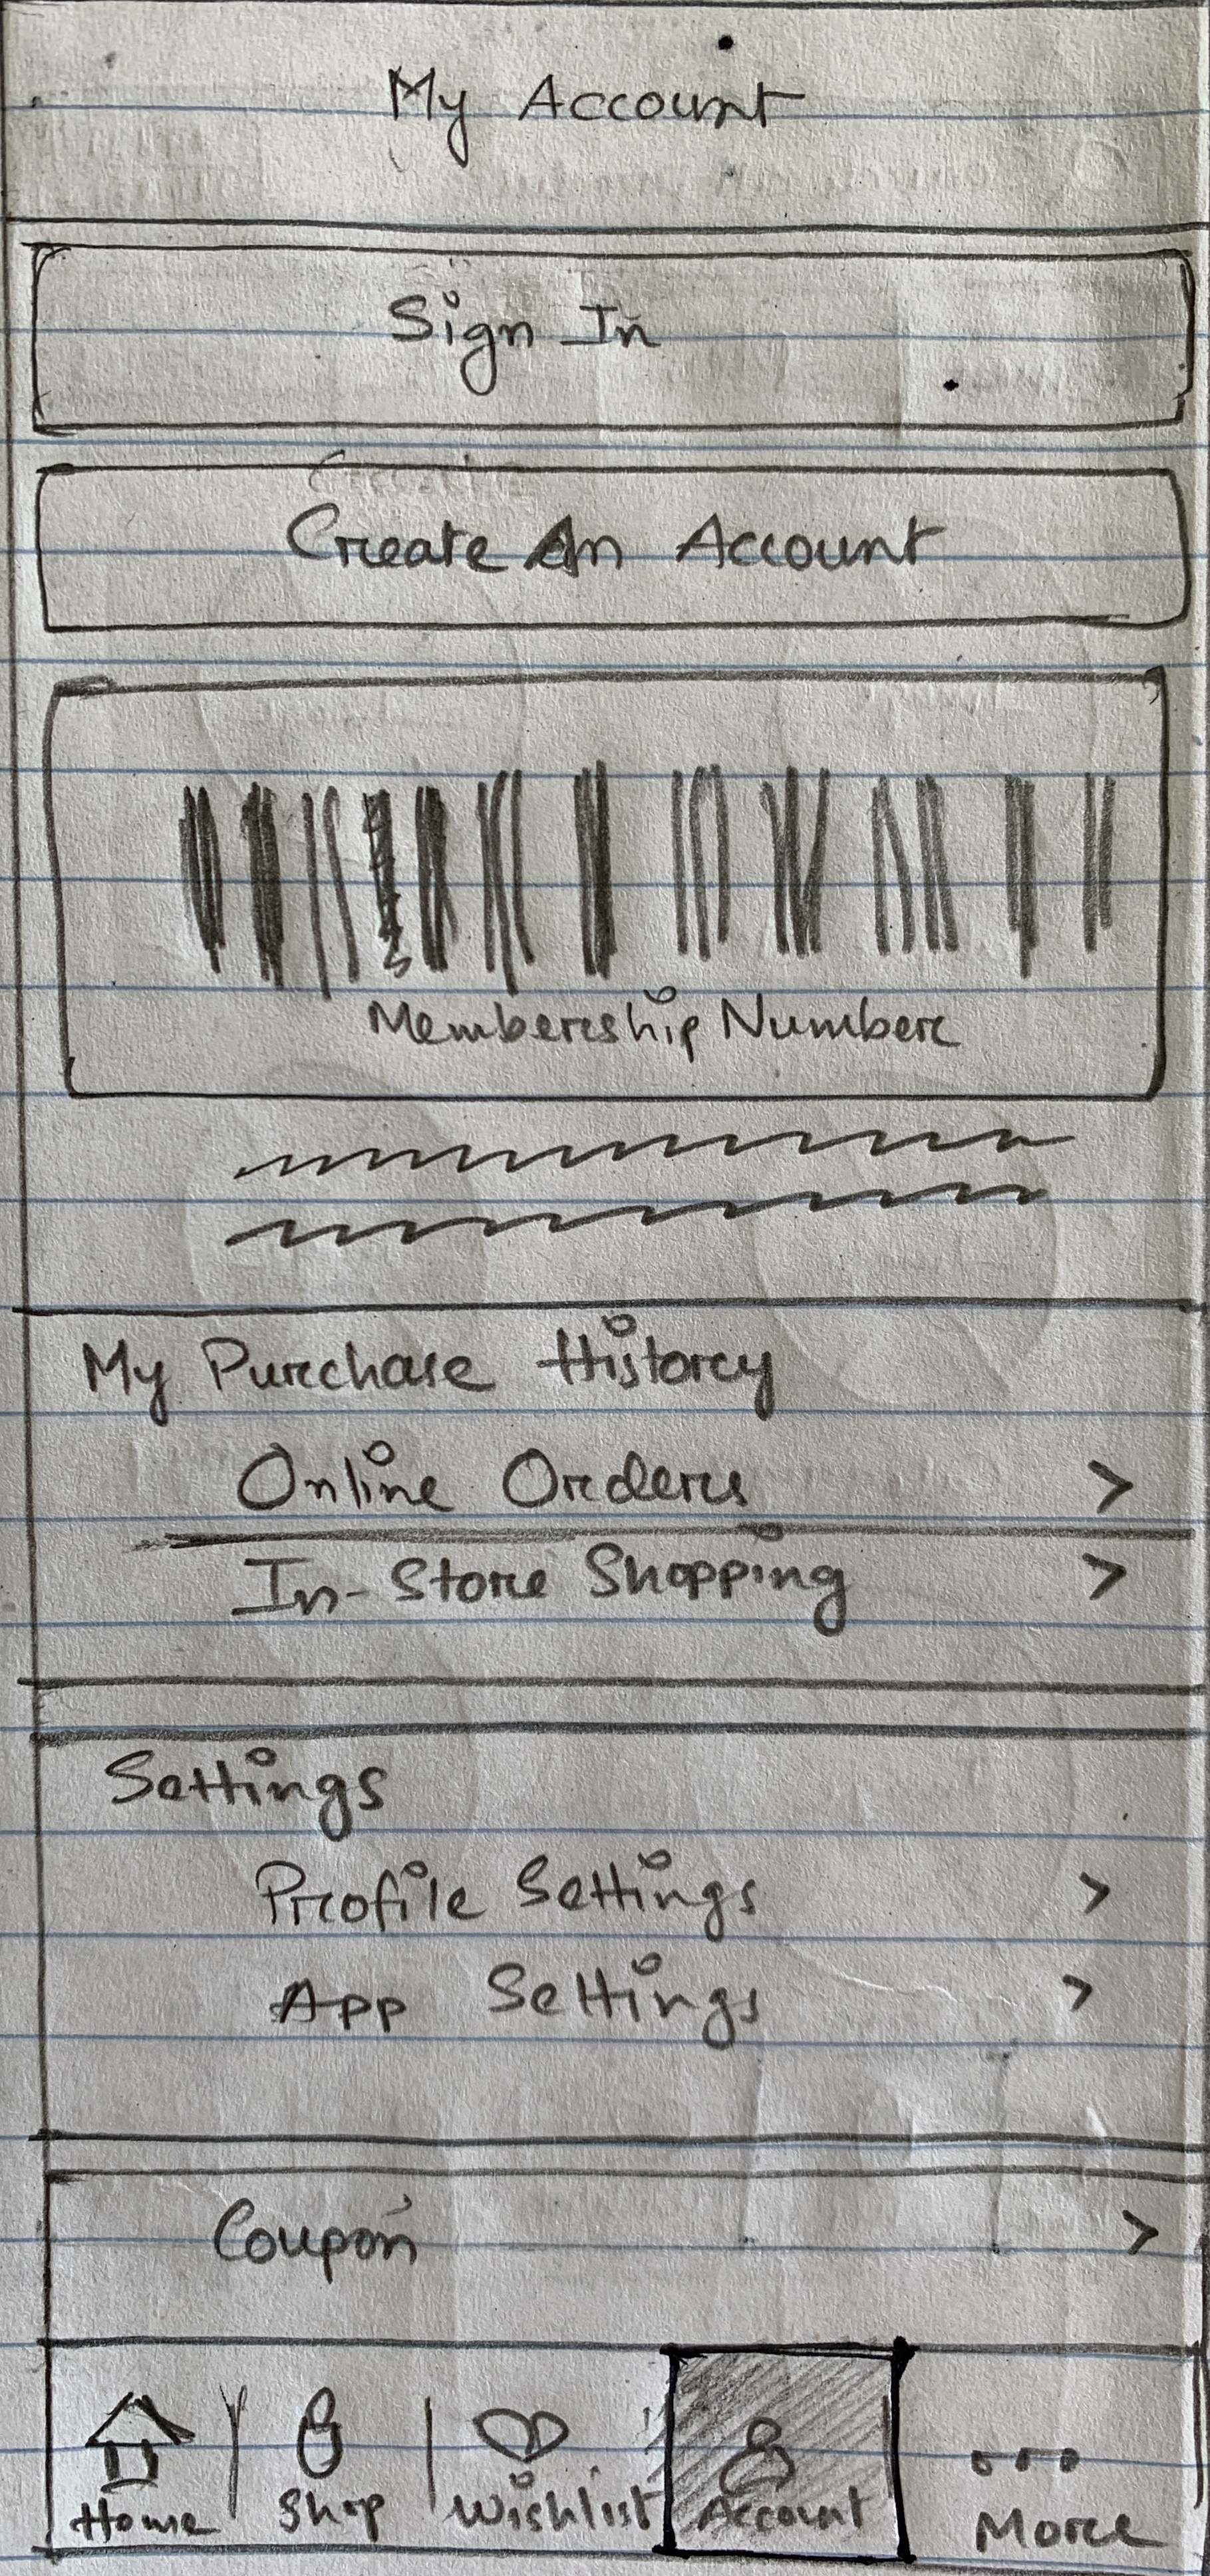 My Account
Sign In
Create An Account
Membership Number
My Purchase History
Online Orders >
In-Store Shopping >
Settings
Profile Settings >
App Settings >
Coupon >
Home Shop Wishlist Account More